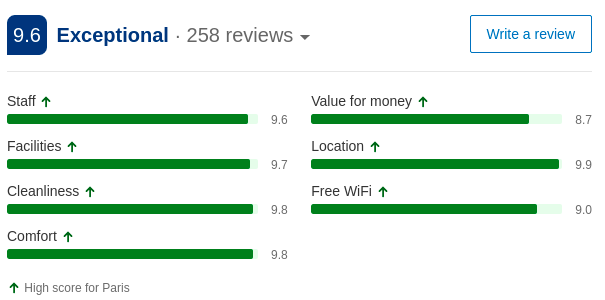 9.6 Exceptional · 258 reviews
Write a review
Staff ↑ 9.6
Facilities ↑ 9.7
Cleanliness ↑ 9.8
Comfort ↑ 9.8
Value for money ↑ 8.7
Location ↑ 9.9
Free WiFi ↑ 9.0
↑ High score for Paris